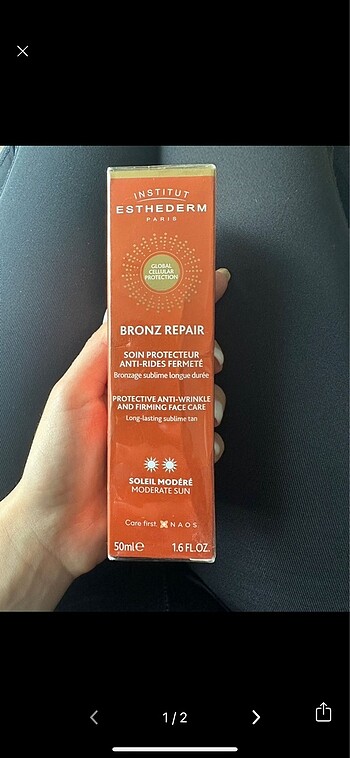 INSTITUT
ESTHEDERM
PARIS
GLOBAL
CELLULAR
PROTECTION
BRONZ REPAIR
SOIN PROTECTEUR
ANTI-RIDES FERMETÉ
Bronzage sublime longue durée
PROTECTIVE ANTI-WRINKLE
AND FIRMING FACE CARE
Long-lasting sublime tan
SOLEIL MODÉRÉ
MODERATE SUN
Care first. NAOS
50ml℮ 1.6 FL.OZ.
1/2